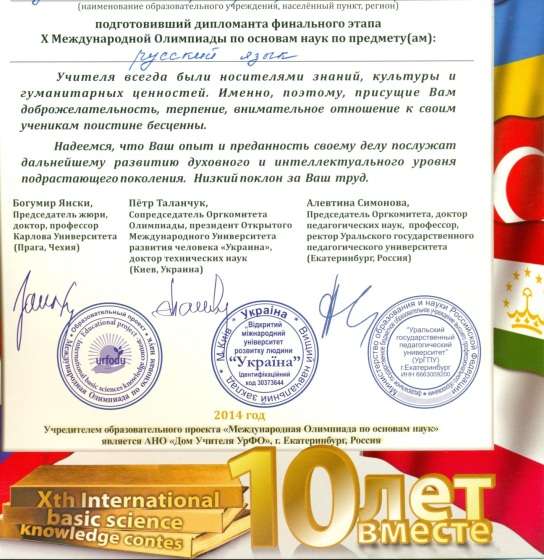 (наименование образовательного учреждения, населённый пункт, регион)
подготовивший дипломанта финального этапа
X Международной Олимпиады по основам наук по предмету(ам):
русский язык
Учителя всегда были носителями знаний, культуры и
гуманитарных ценностей. Именно, поэтому, присущие Вам
доброжелательность, терпение, внимательное отношение к своим
ученикам поистине бесценны.
Надеемся, что Ваш опыт и преданность своему делу послужат
дальнейшему развитию духовного и интеллектуального уровня
подрастающего поколения. Низкий поклон за Ваш труд.
Богумир Янски,
Председатель жюри,
доктор, профессор
Карлова Университета
(Прага, Чехия)
Пётр Таланчук,
Сопредседатель Оргкомитета
Олимпиады, президент Открытого
Международного Университета
развития человека «Украина»,
доктор технических наук
(Киев, Украина)
Алевтина Симонова,
Председатель Оргкомитета, доктор
педагогических наук, профессор,
ректор Уральского государственного
педагогического университета
(Екатеринбург, Россия)
Образовательный проект
Международная Олимпиада по основам наук
Educational project
International basic sciences knowledge
urfodu
Україна
М.Київ
Вищий навчальний заклад
"Відкритий
міжнародний
університет
розвитку людини
"Україна"
Ідентифікаційний
код 30373644
Министерство образования и науки Российской Федерации
"Уральский
государственный
педагогический
университет"
(УрГПУ)
г.Екатеринбург
ИНН 6663009200
2014 год
Учредителем образовательного проекта «Международная Олимпиада по основам наук»
является АНО «Дом Учителя УрФО», г. Екатеринбург, Россия
Xth International
basic science
knowledge contes
10 лет
вместе